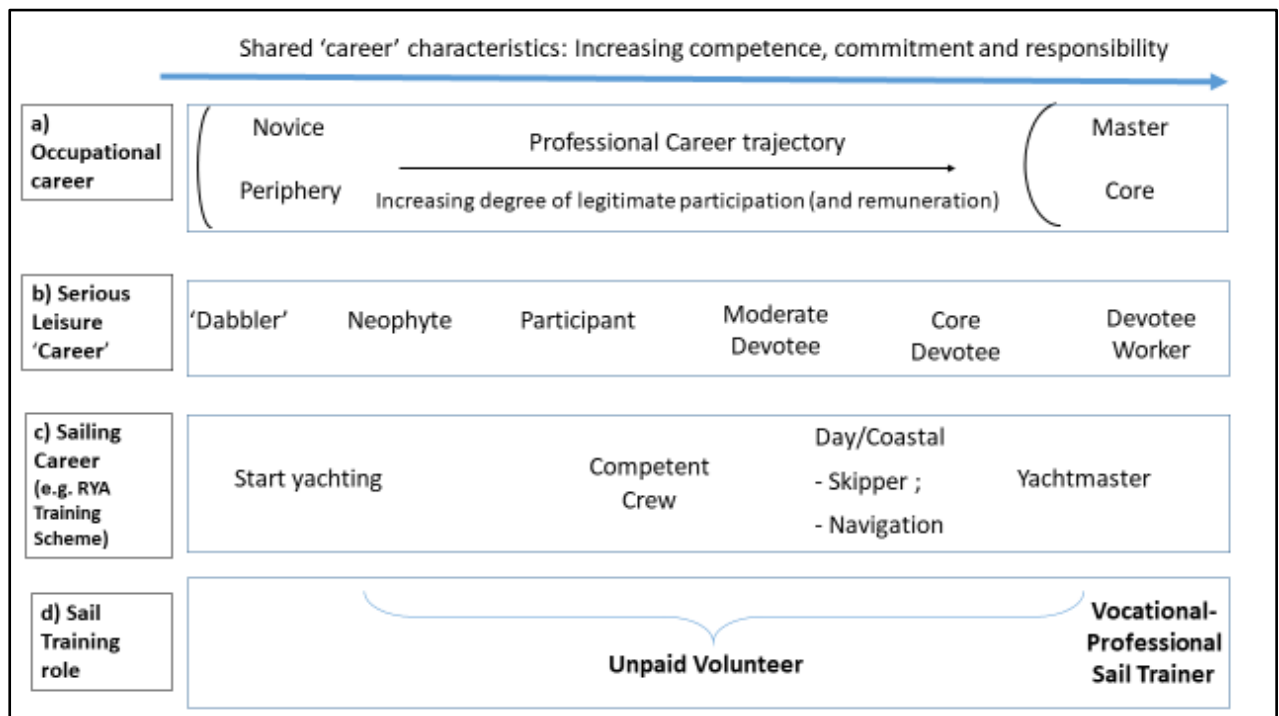 Shared ‘career’ characteristics: Increasing competence, commitment and responsibility
a)
Occupational
career
Novice
Periphery
Professional Career trajectory
Increasing degree of legitimate participation (and remuneration)
Master
Core
b) Serious
Leisure
‘Career’
‘Dabbler’
Neophyte
Participant
Moderate
Devotee
Core
Devotee
Devotee
Worker
c) Sailing
Career
(e.g. RYA
Training
Scheme)
Start yachting
Competent
Crew
Day/Coastal
- Skipper ;
- Navigation
Yachtmaster
d) Sail
Training
role
Unpaid Volunteer
Vocational-
Professional
Sail Trainer